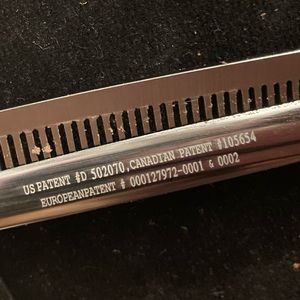 US PATENT #D 502070,CANADIAN PATENT #105654
EUROPEANPATENT # 000127972-0001 & 0002